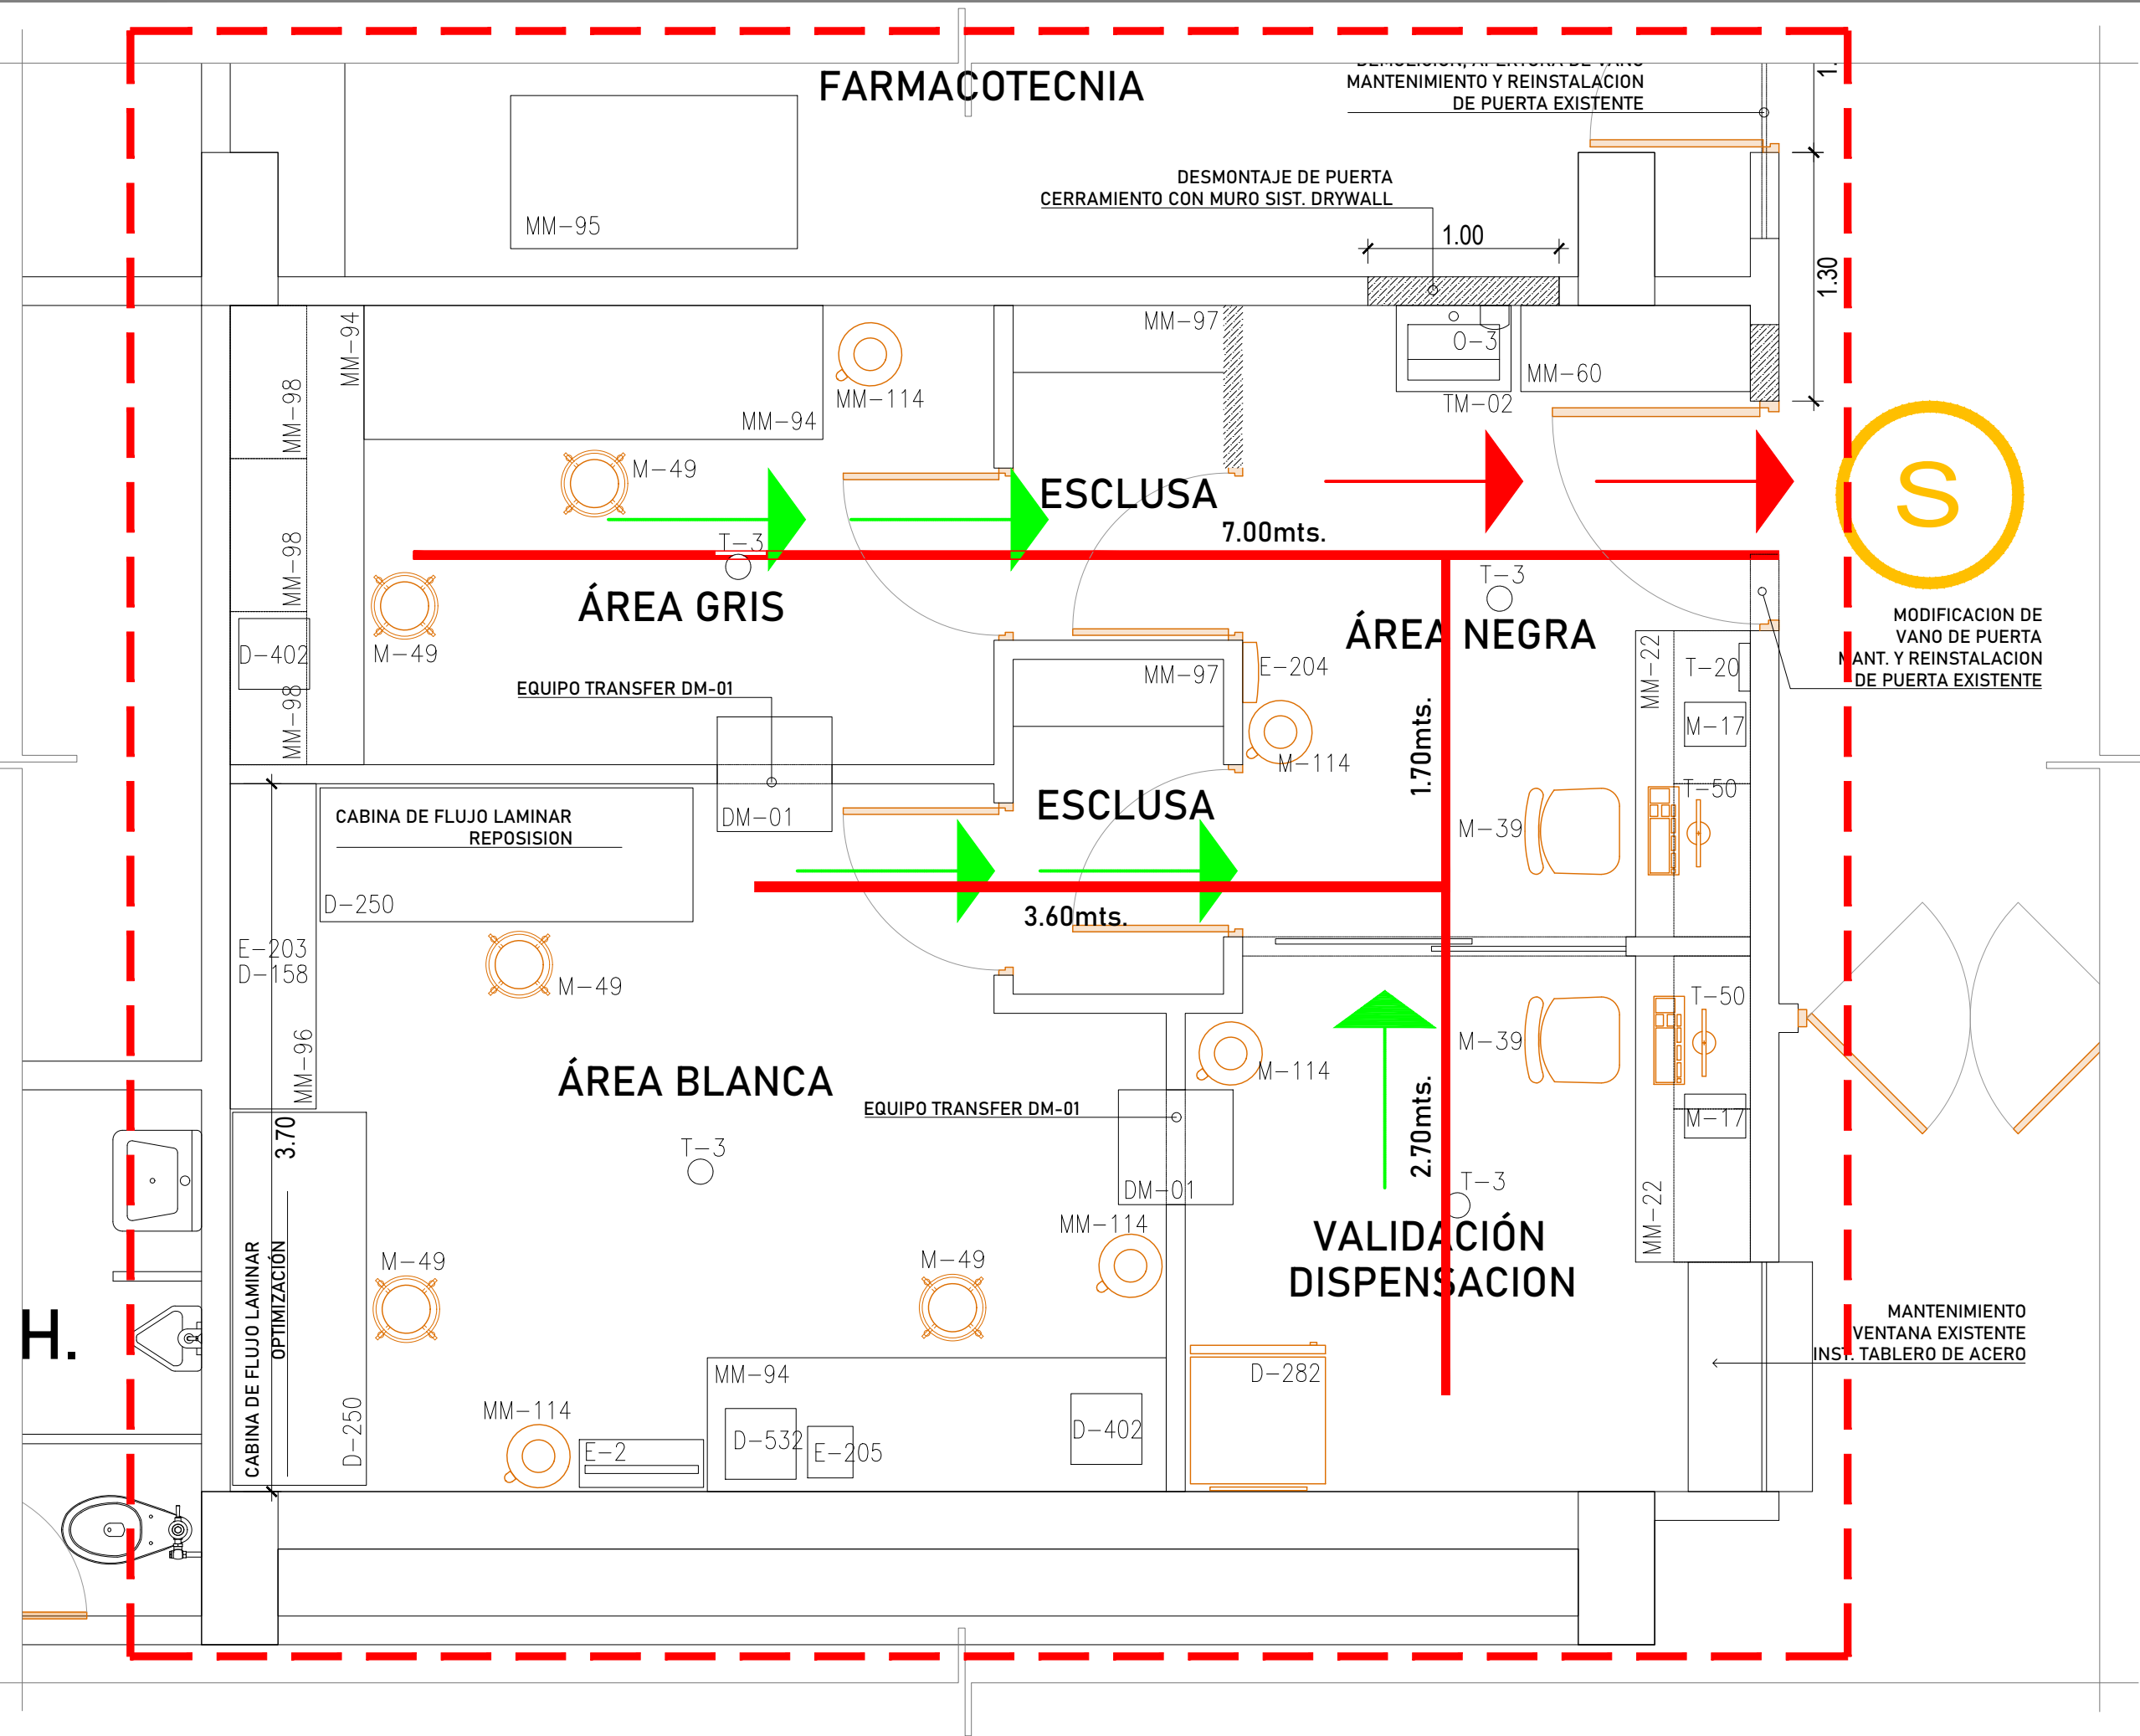 FARMACOTECNIA
DEMOLICION, APERTURA DE VANO
MANTENIMIENTO Y REINSTALACION
DE PUERTA EXISTENTE
1.
MM-95
DESMONTAJE DE PUERTA
CERRAMIENTO CON MURO SIST. DRYWALL
1.00
1.30
MM-94
MM-98
MM-94
MM-114
MM-97
O-3
TM-02
MM-60
M-49
ESCLUSA
7.00mts.
S
MM-98
T-3
ÁREA GRIS
T-3
ÁREA NEGRA
MODIFICACION DE
VANO DE PUERTA
MANT. Y REINSTALACION
DE PUERTA EXISTENTE
D-402
M-49
MM-98
EQUIPO TRANSFER DM-01
MM-97
E-204
M-114
MM-22
T-20
M-17
1.70mts.
T-50
M-39
CABINA DE FLUJO LAMINAR
REPOSISION
DM-01
ESCLUSA
D-250
3.60mts.
E-203
D-158
M-49
MM-96
ÁREA BLANCA
EQUIPO TRANSFER DM-01
M-114
M-39
T-50
M-17
2.70mts.
3.70
T-3
DM-01
T-3
MM-22
MM-114
VALIDACIÓN
DISPENSACION
CABINA DE FLUJO LAMINAR
OPTIMIZACIÓN
M-49
M-49
H.
MANTENIMIENTO
VENTANA EXISTENTE
INST. TABLERO DE ACERO
D-250
MM-114
MM-94
D-282
E-2
D-532
E-205
D-402